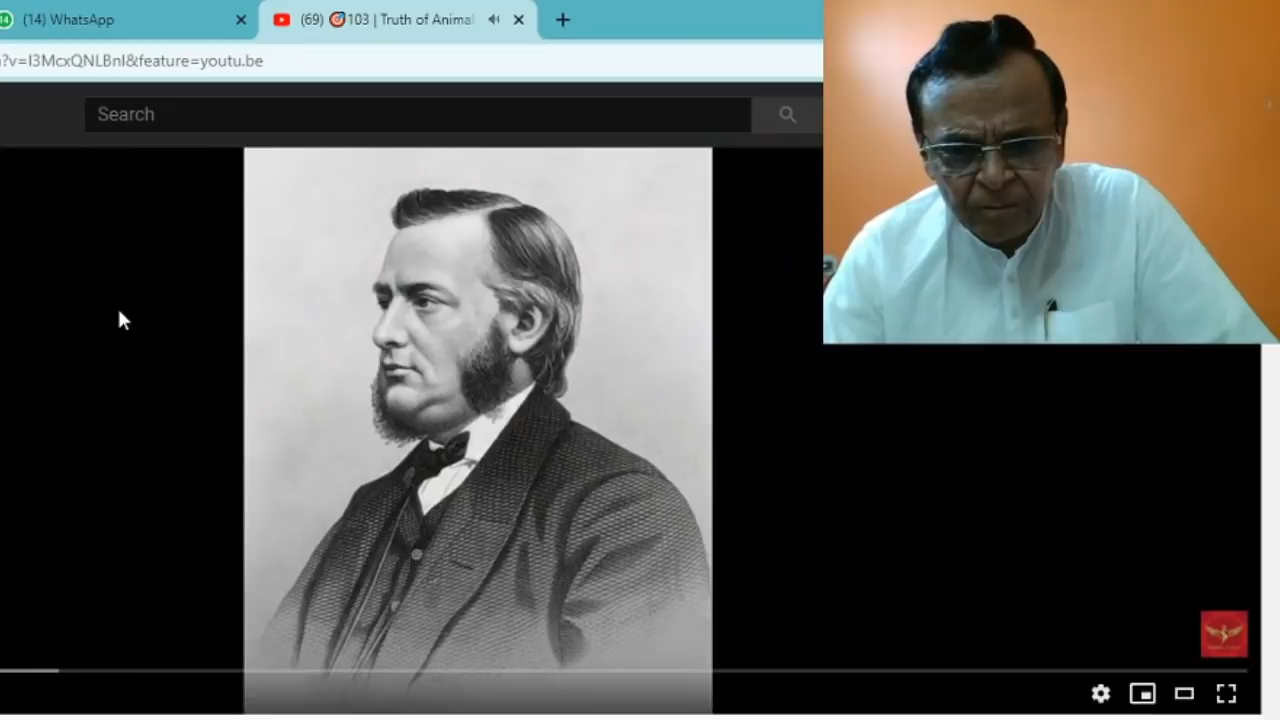 (14) WhatsApp
(69) 🎯103 | Truth of Animal
?v=I3McxQNLBnI&feature=youtu.be
Search